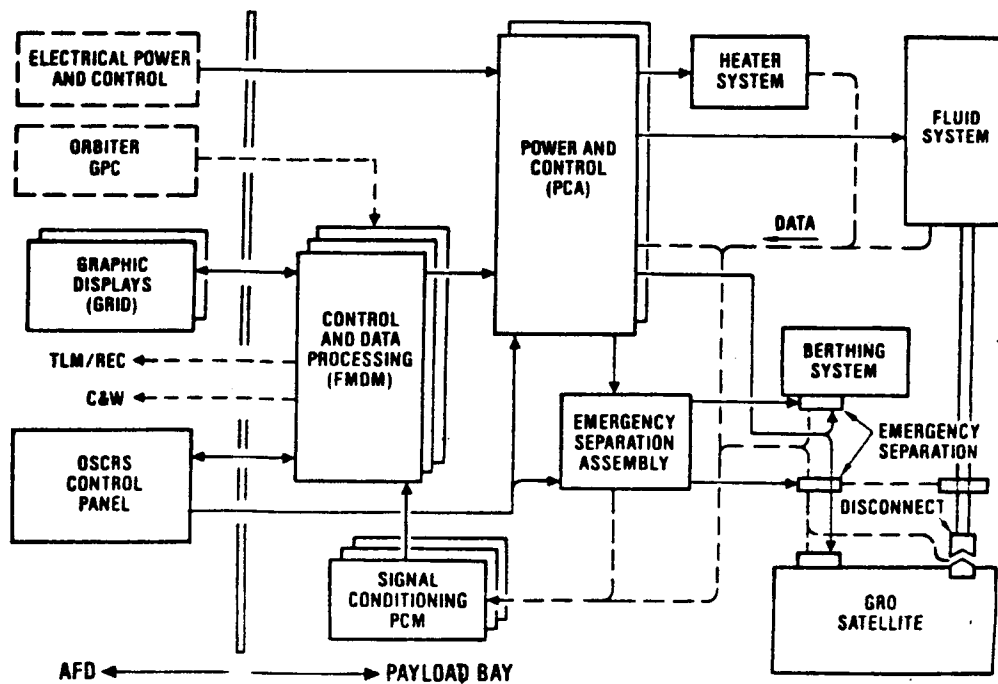 ELECTRICAL POWER
AND CONTROL
ORBITER
GPC
GRAPHIC
DISPLAYS
(GRID)
TLM/REC
C&W
OSCRS
CONTROL
PANEL
CONTROL
AND DATA
PROCESSING
(FMDM)
SIGNAL
CONDITIONING
PCM
POWER AND
CONTROL
(PCA)
HEATER
SYSTEM
FLUID
SYSTEM
DATA
BERTHING
SYSTEM
EMERGENCY
SEPARATION
ASSEMBLY
EMERGENCY
SEPARATION
DISCONNECT
GRO
SATELLITE
AFD
PAYLOAD BAY